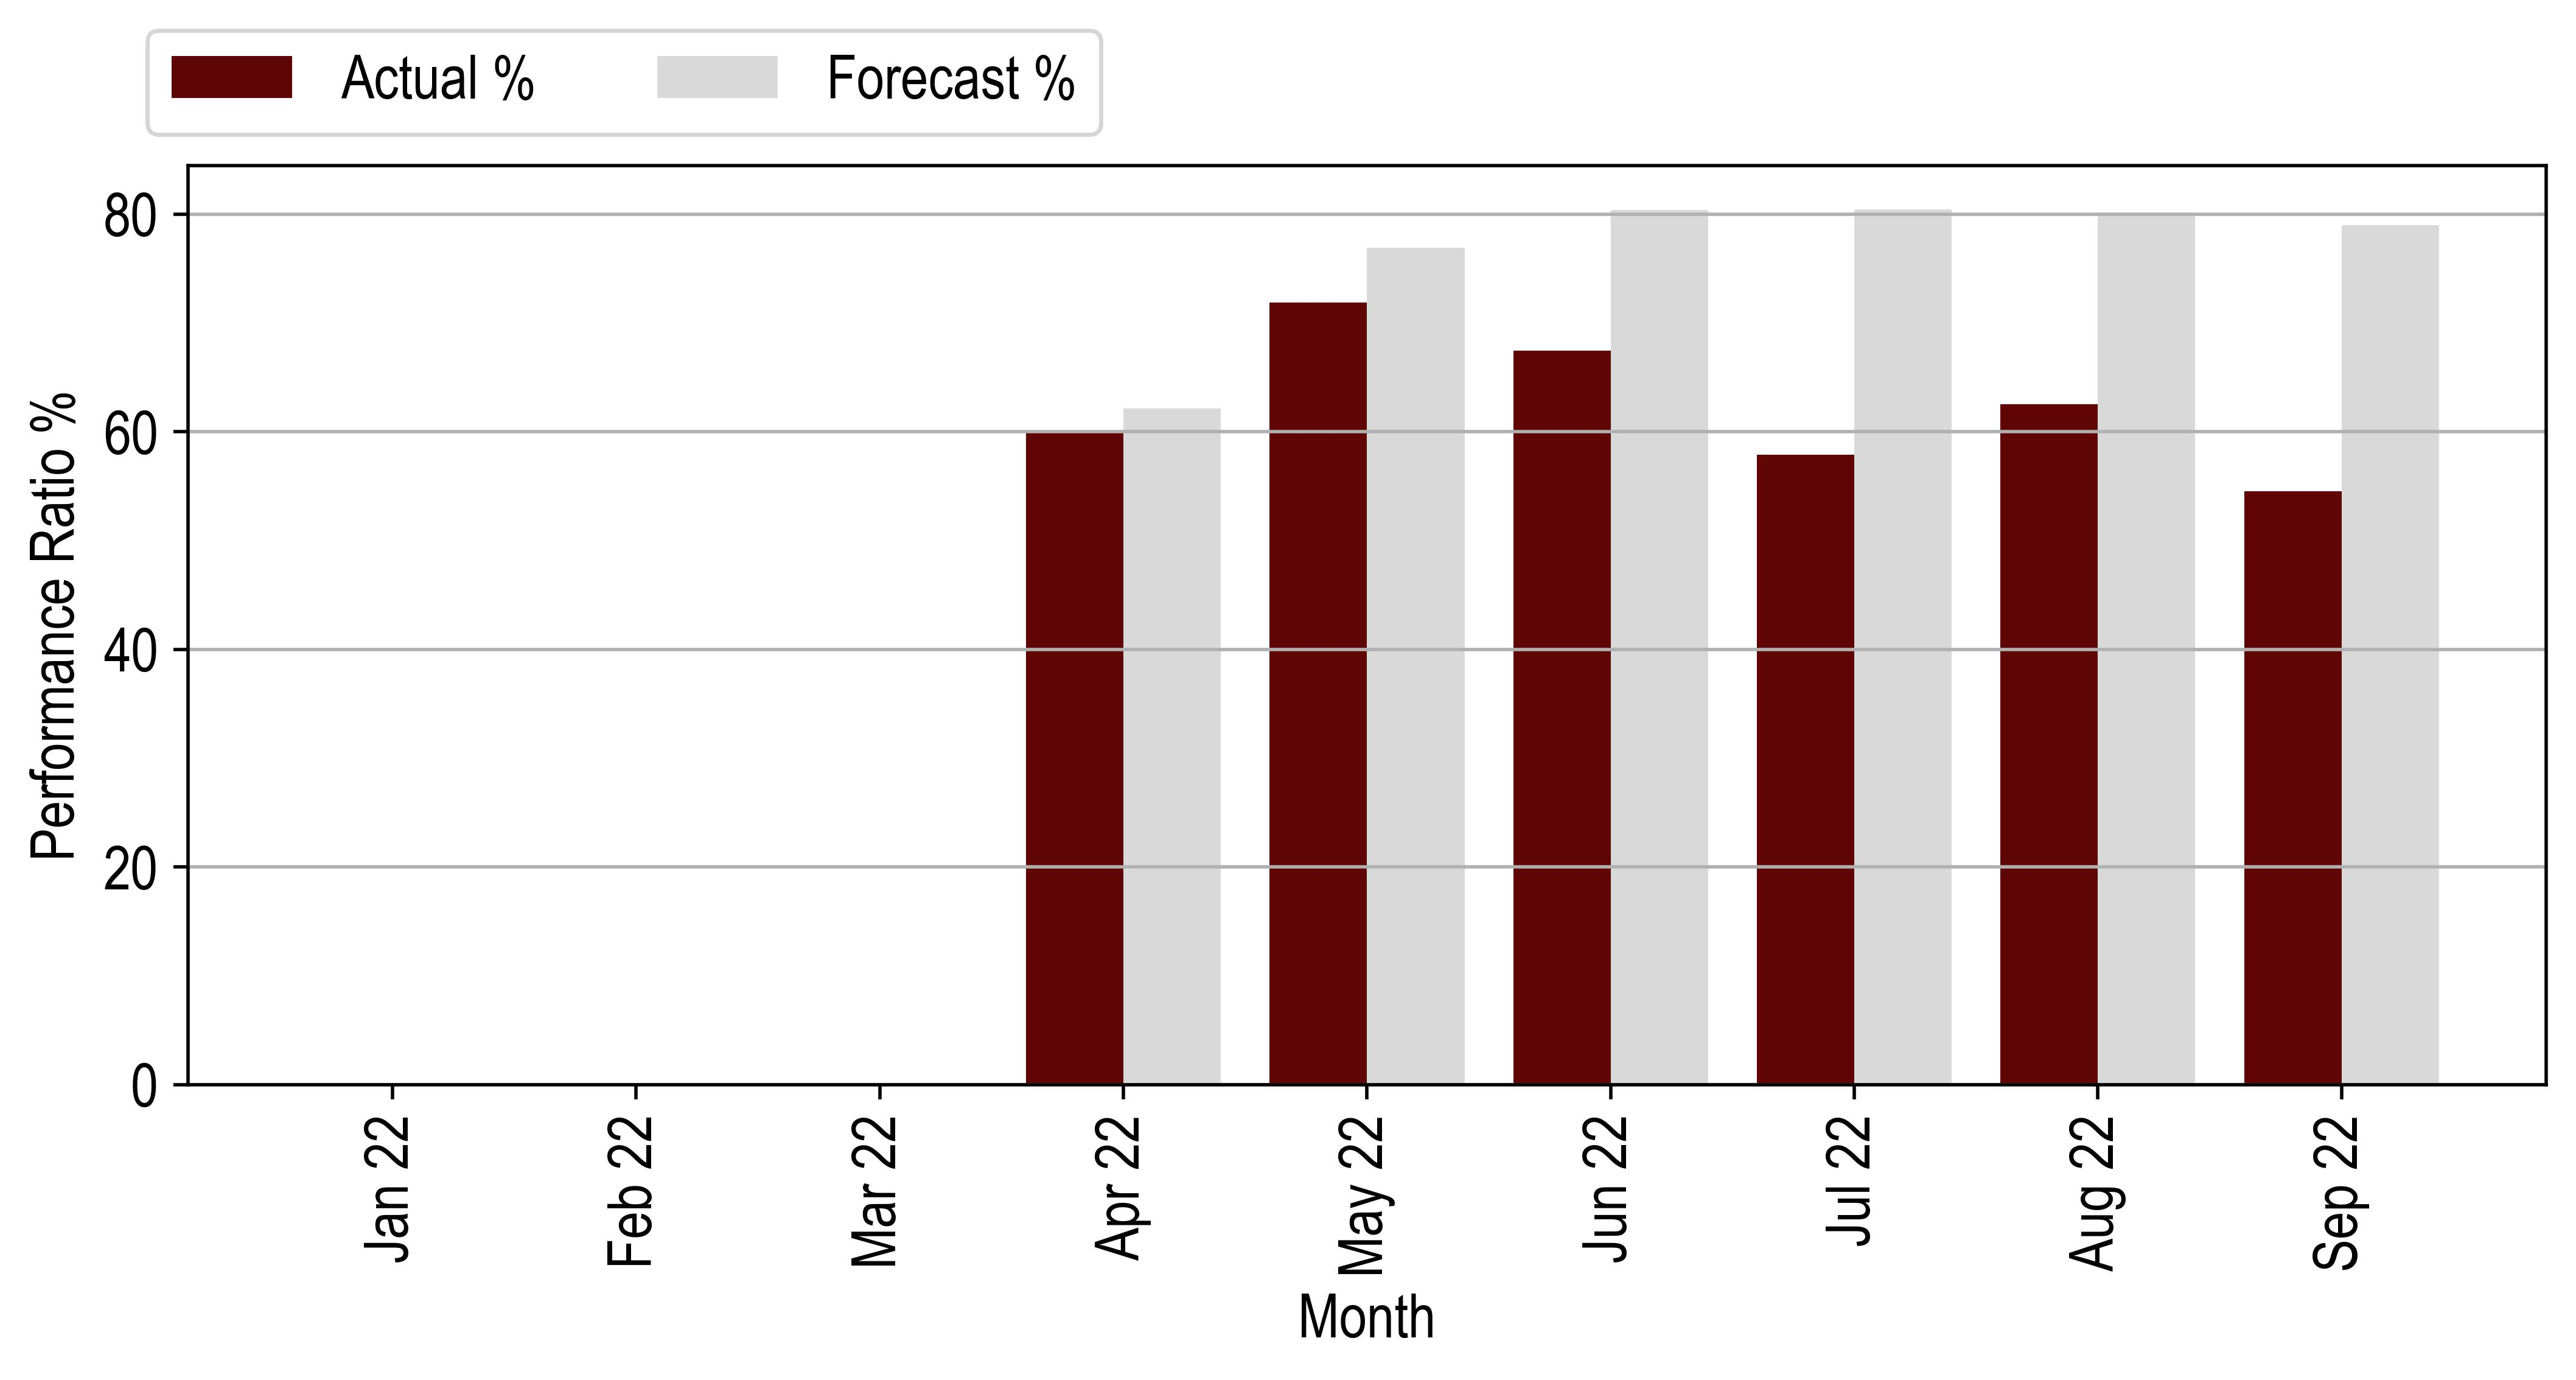 Actual %
Forecast %
Performance Ratio %
80
60
40
20
0
Jan 22
Feb 22
Mar 22
Apr 22
May 22
Jun 22
Jul 22
Aug 22
Sep 22
Month